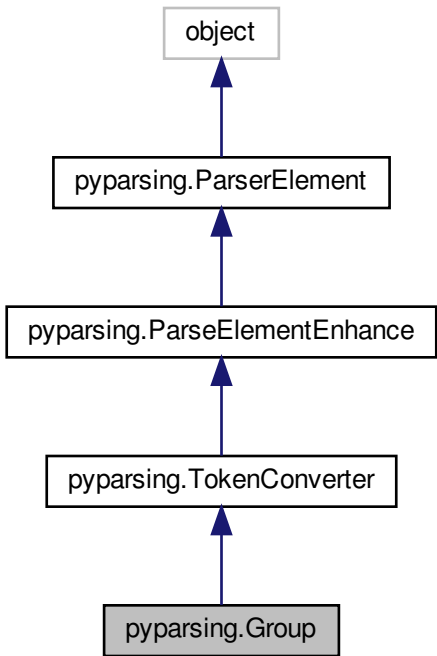 object
pyparsing.ParserElement
pyparsing.ParseElementEnhance
pyparsing.TokenConverter
pyparsing.Group